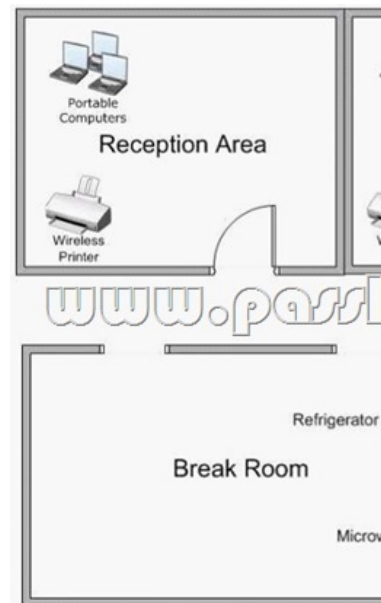 Portable
Computers
Reception Area
Wireless
Printer
www.pass
Refrigerator
Break Room